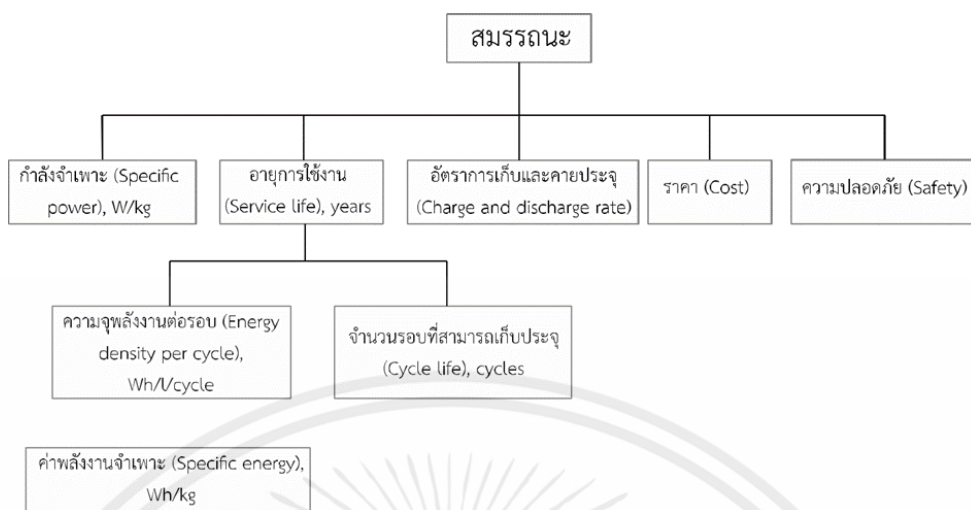 สมรรถนะ
กำลังจำเพาะ (Specific
power), W/kg
อายุการใช้งาน
(Service life), years
อัตราการเก็บและคายประจุ
(Charge and discharge rate)
ราคา (Cost)
ความปลอดภัย (Safety)
ความจุพลังงานต่อรอบ (Energy
density per cycle),
Wh/l/cycle
จำนวนรอบที่สามารถเก็บประจุ
(Cycle life), cycles
ค่าพลังงานจำเพาะ (Specific energy),
Wh/kg